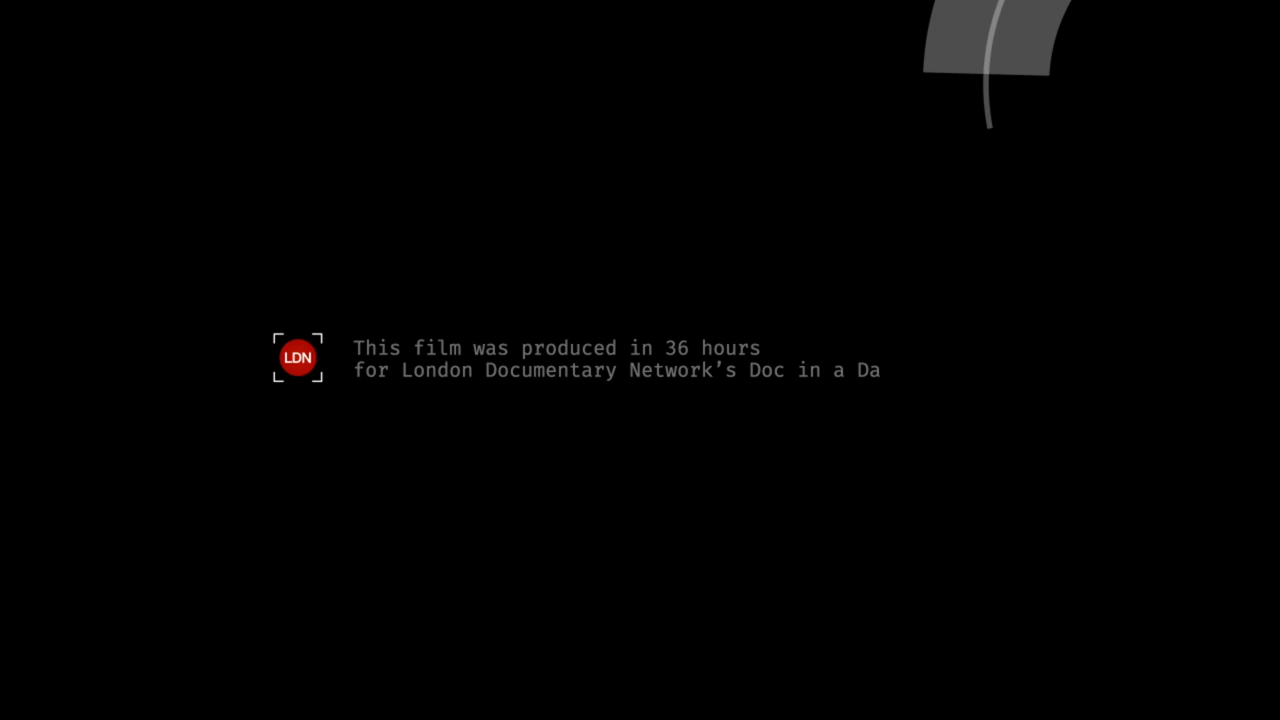 LDN
This film was produced in 36 hours
for London Documentary Network’s Doc in a Da